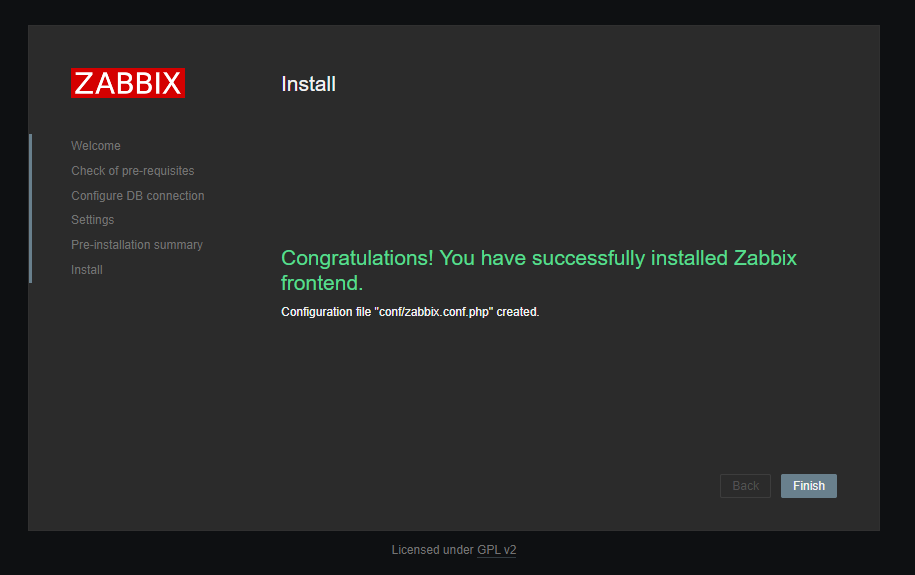 ZABBIX
Install
Welcome
Check of pre-requisites
Configure DB connection
Settings
Pre-installation summary
Install
Congratulations! You have successfully installed Zabbix
frontend.
Configuration file "conf/zabbix.conf.php" created.
Back
Finish
Licensed under GPL v2